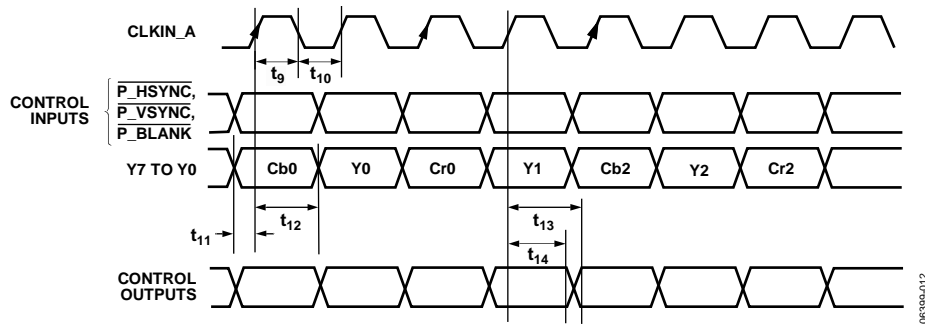 CLKIN_A
t9
t10
CONTROL INPUTS
P_HSYNC,
P_VSYNC,
P_BLANK
Y7 TO Y0
Cb0 Y0 Cr0 Y1 Cb2 Y2 Cr2
t12
t13
t11
t14
CONTROL OUTPUTS
06399-012